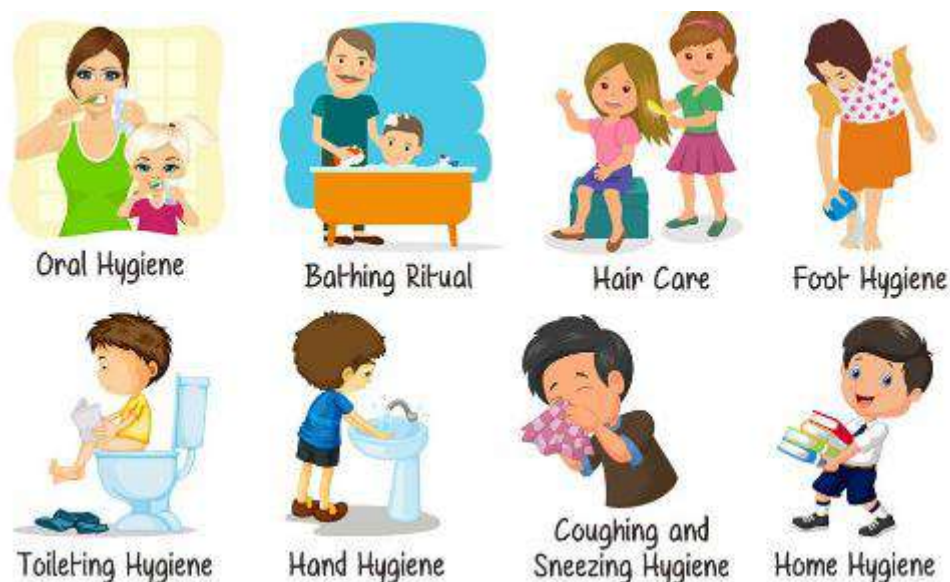 Oral Hygiene
Bathing Ritual
Hair Care
Foot Hygiene
Toileting Hygiene
Hand Hygiene
Coughing and
Sneezing Hygiene
Home Hygiene